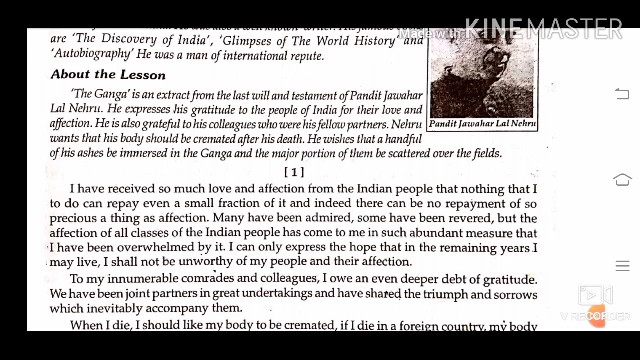 Made with KINEMASTER
are 'The Discovery of India', 'Glimpses of The World History' and
'Autobiography' He was a man of international repute.
About the Lesson
'The Ganga' is an extract from the last will and testament of Pandit Jawahar
Lal Nehru. He expresses his gratitude to the people of India for their love and
affection. He is also grateful to his colleagues who were his fellow partners. Nehru
wants that his body should be cremated after his death. He wishes that a handful
of his ashes be immersed in the Ganga and the major portion of them be scattered over the fields.
Pandit Jawahar Lal Nehru
[1]
I have received so much love and affection from the Indian people that nothing that I
to do can repay even a small fraction of it and indeed there can be no repayment of so
precious a thing as affection. Many have been admired, some have been revered, but the
affection of all classes of the Indian people has come to me in such abundant measure that
I have been overwhelmed by it. I can only express the hope that in the remaining years I
may live, I shall not be unworthy of my people and their affection.
To my innumerable comrades and colleagues, I owe an even deeper debt of gratitude.
We have been joint partners in great undertakings and have shared the triumph and sorrows
which inevitably accompany them.
When I die, I should like my body to be cremated, if I die in a foreign country, my body
V RECORDER